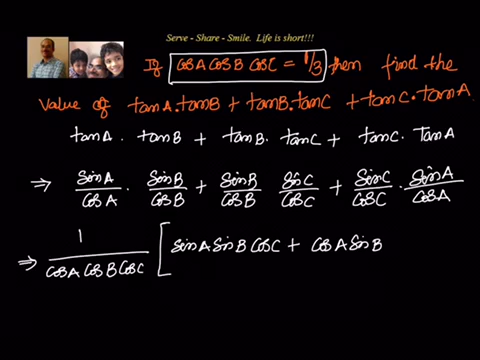 Serve - Share - Smile. Life is short!!!
If cosA cosB cosC = 1/3 then find the
Value of tanA.tanB + tanB.tanC + tanC.tanA
tanA. tanB + tanB. tanC + tanC. TanA
⇒ SinA/cosA . SinB/cosB + SinB/cosB SinC/cosC + SinC/cosC . SinA/cosA
⇒ 1/cosA cosB cosC [ SinA SinB cosC + cosA SinB